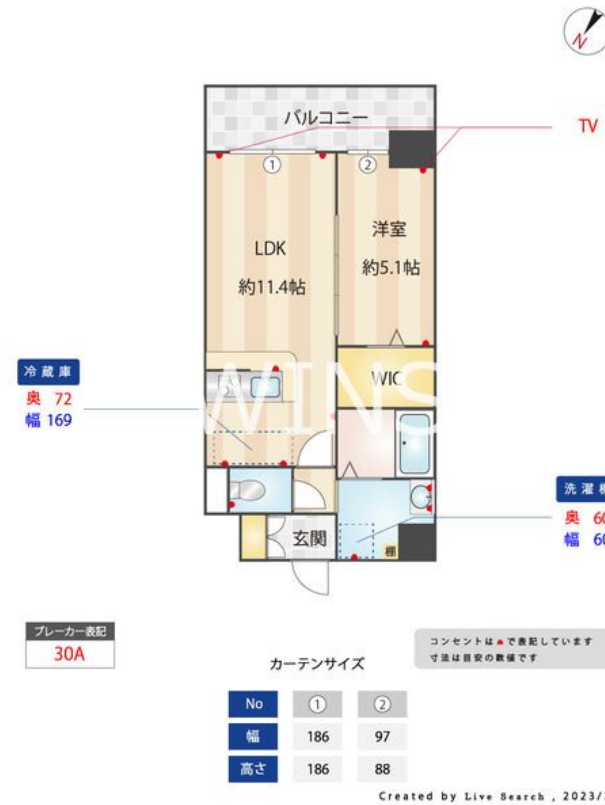 N
バルコニー
TV
①
②
LDK
約11.4帖
洋室
約5.1帖
冷蔵庫
奥 72
幅 169
WIC
WINS
洗濯機
奥 60
幅 60
玄関
棚
ブレーカー表記
30A
コンセントは▲で表記しています
寸法は目安の数値です
カーテンサイズ
No ① ②
幅 186 97
高さ 186 88
Created by Live Search , 2023/